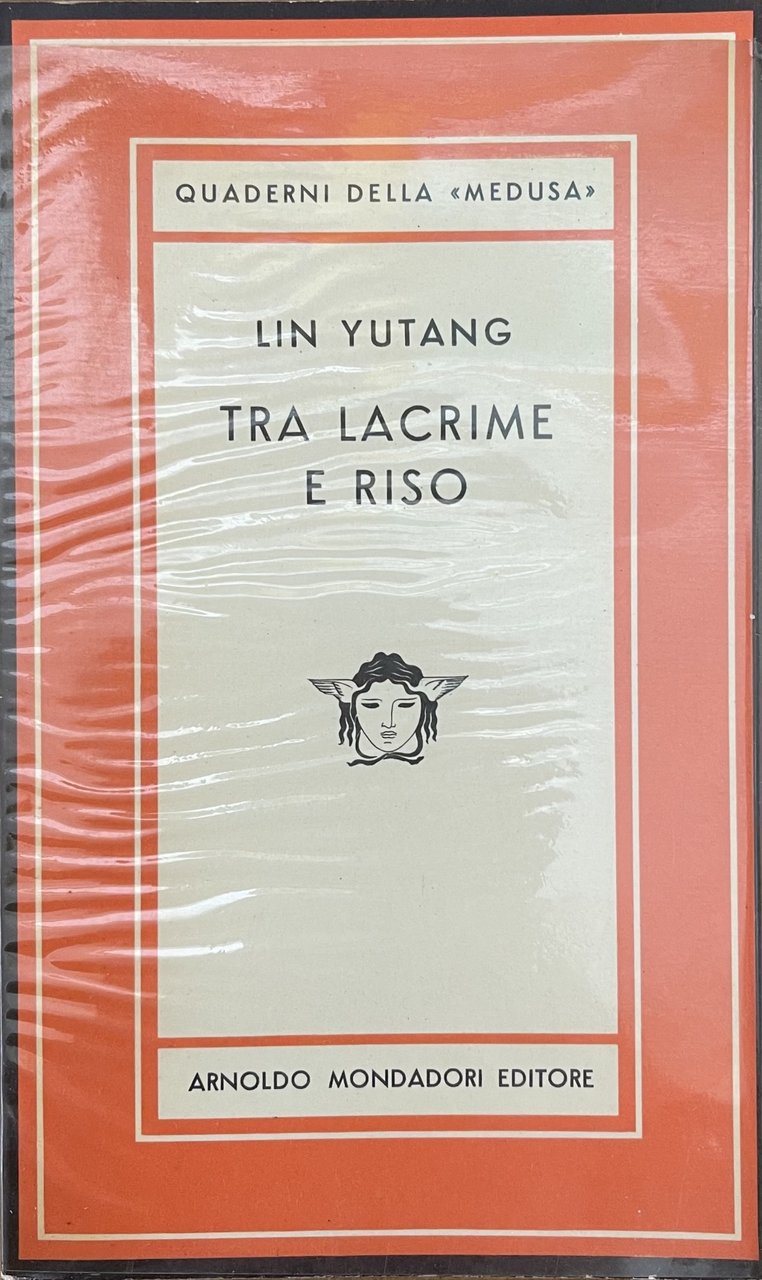 QUADERNI DELLA «MEDUSA»
LIN YUTANG
TRA LACRIME
E RISO
ARNOLDO MONDADORI EDITORE